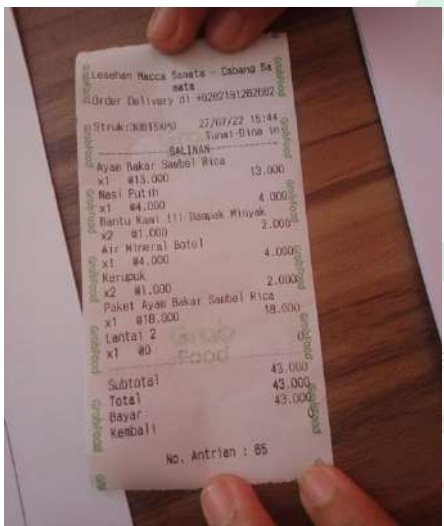 Lesehan Macca Samata - Cabang Sa
mata
Order Delivery di +6282191282682
Struk: 27/07/22 15:44
Tunai-Dine in
SALINAN
Ayam Bakar Sambel Rica
x1 @13.000 13.000
Nasi Putih
x1 @4.000 4.000
Bantu Kami !!! Dampak Minyak
x2 @1.000 2.000
Air Mineral Botol
x1 @4.000 4.000
Kerupuk
x2 @1.000 2.000
Paket Ayam Bakar Sambel Rica
x1 @18.000 18.000
Lantai 2
x1 @0 0
Grab
Food
Subtotal 43.000
Total 43.000
Bayar 43.000
Kembali
No. Antrian : 85